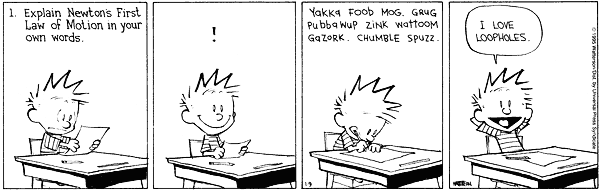 1. Explain Newton's First
Law of Motion in your
own words.
!
Yakka foob mog. Grug
pubbawup zink wattoom
gazork. Chumble spuzz.
I LOVE
LOOPHOLES.
1-9
WATTERSON
© 1995 Watterson/Dist. by Universal Press Syndicate